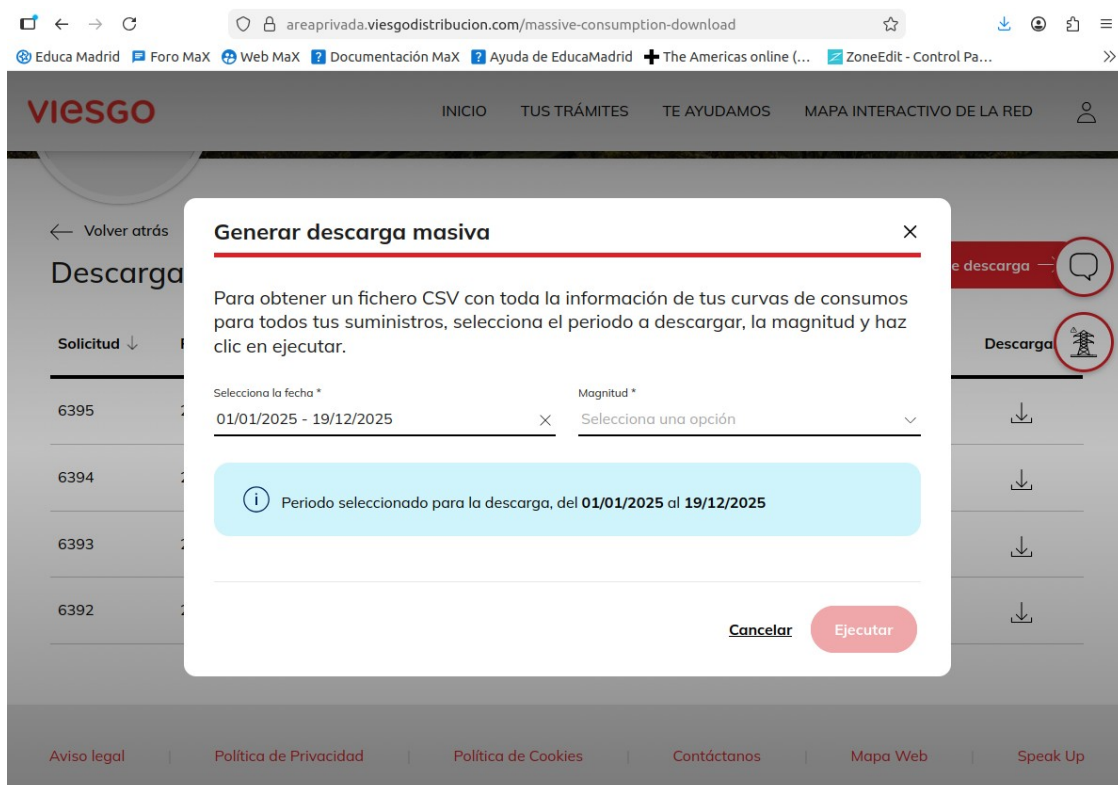 areaprivada.viesgodistribucion.com/massive-consumption-download
Educa Madrid Foro MaX Web MaX Documentación MaX Ayuda de EducaMadrid The Americas online (... ZoneEdit - Control Pa...
VIESGO INICIO TUS TRÁMITES TE AYUDAMOS MAPA INTERACTIVO DE LA RED
Volver atrás
Descarga
e descarga
Solicitud
Descarga
6395
6394
6393
6392
Generar descarga masiva
Para obtener un fichero CSV con toda la información de tus curvas de consumos
para todos tus suministros, selecciona el periodo a descargar, la magnitud y haz
clic en ejecutar.
Selecciona la fecha * Magnitud *
01/01/2025 - 19/12/2025 Selecciona una opción
Periodo seleccionado para la descarga, del 01/01/2025 al 19/12/2025
Cancelar Ejecutar
Aviso legal Política de Privacidad Política de Cookies Contáctanos Mapa Web Speak Up